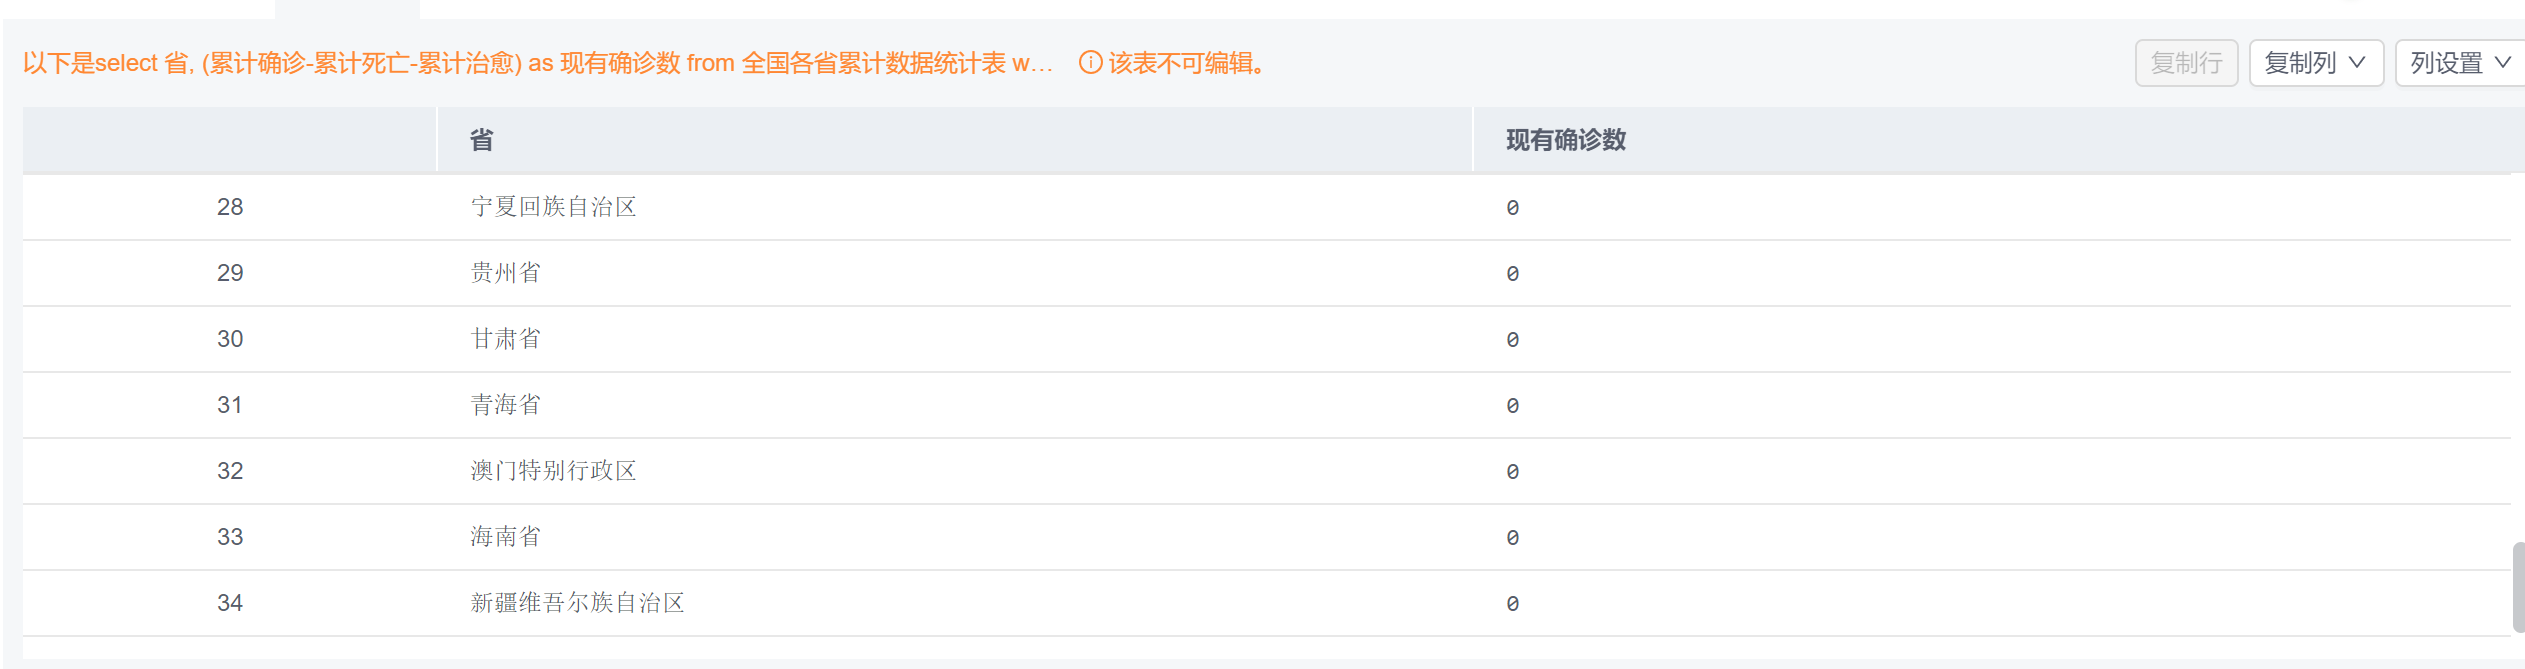 以下是select 省, (累计确诊-累计死亡-累计治愈) as 现有确诊数 from 全国各省累计数据统计表 w... 该表不可编辑。 复制行 复制列 列设置
省 现有确诊数
28 宁夏回族自治区 0
29 贵州省 0
30 甘肃省 0
31 青海省 0
32 澳门特别行政区 0
33 海南省 0
34 新疆维吾尔族自治区 0